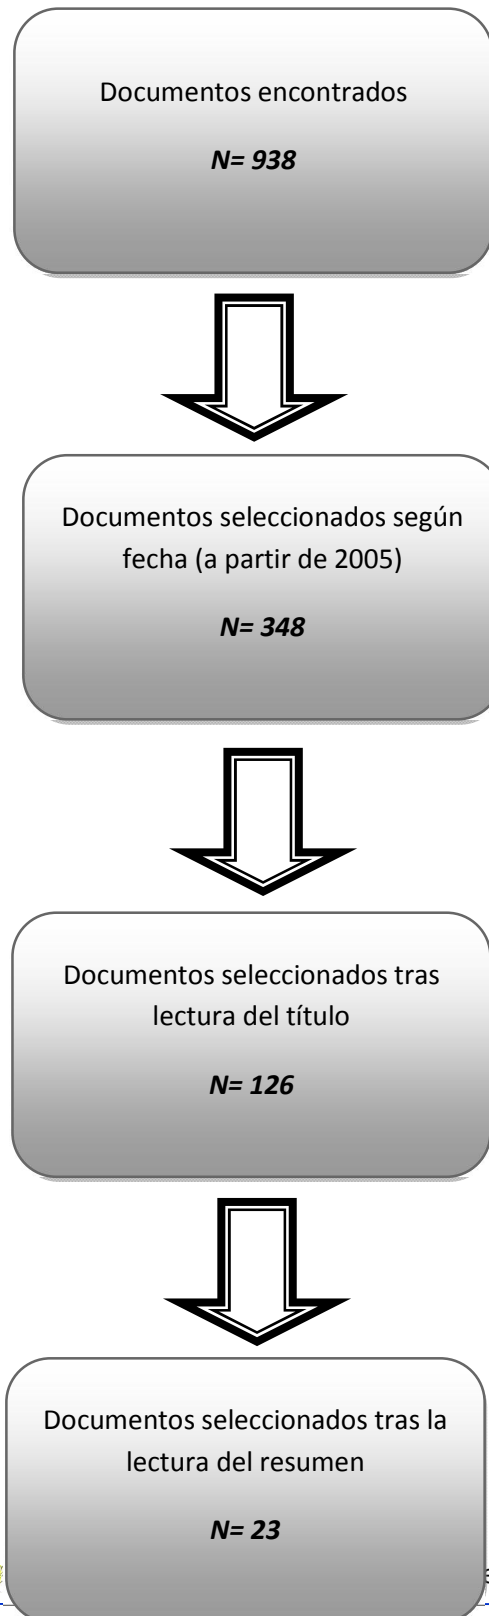 Documentos encontrados
N= 938
Documentos seleccionados según
fecha (a partir de 2005)
N= 348
Documentos seleccionados tras
lectura del título
N= 126
Documentos seleccionados tras la
lectura del resumen
N= 23